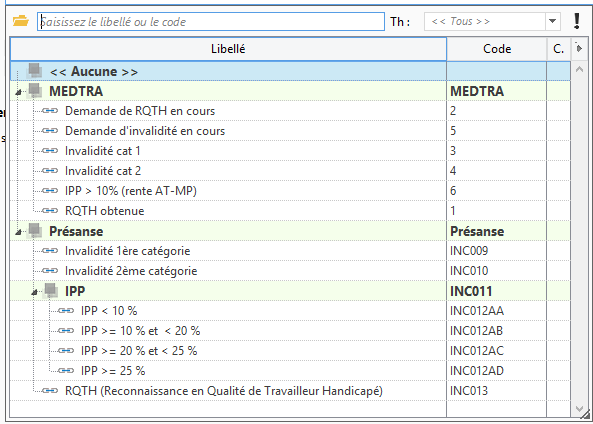 Saisissez le libellé ou le code Th : << Tous >> !
Libellé Code C.
<< Aucune >>
MEDTRA MEDTRA
Demande de RQTH en cours 2
Demande d'invalidité en cours 5
Invalidité cat 1 3
Invalidité cat 2 4
IPP > 10% (rente AT-MP) 6
RQTH obtenue 1
Présanse Présanse
Invalidité 1ère catégorie INC009
Invalidité 2ème catégorie INC010
IPP INC011
IPP < 10 % INC012AA
IPP >= 10 % et < 20 % INC012AB
IPP >= 20 % et < 25 % INC012AC
IPP >= 25 % INC012AD
RQTH (Reconnaissance en Qualité de Travailleur Handicapé) INC013